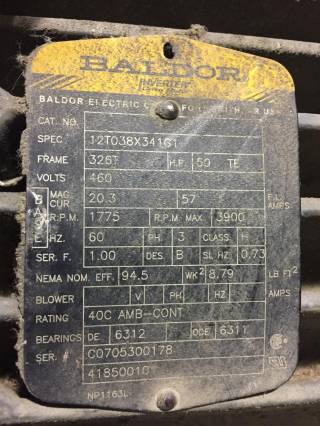 BALDOR
INVERTER
BALDOR ELECTRIC
CAT. NO.
SPEC 12T038X341G1
FRAME 326T H.P. 50 TE
VOLTS 460
MAG CUR 20.3 57 F.L. AMPS
R.P.M. 1775 R.P.M. MAX 3900
HZ. 60 PH. 3 CLASS H
SER. F. 1.00 DES. B SL HZ 0.73
NEMA NOM. EFF. 94.5 WK² 8.79 LB FT²
BLOWER V PH. HZ AMPS
RATING 40C AMB-CONT
BEARINGS DE 6312 ODE 6311
SER. # C0705300178
41850010
NP1163L